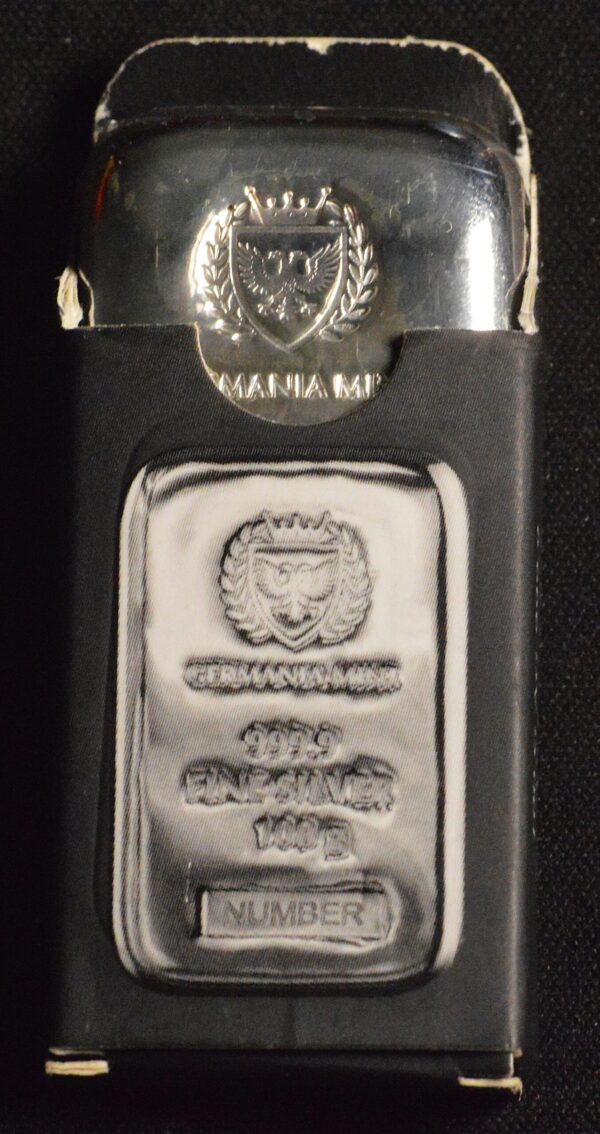 MANIA MI
GERMANIA MINT
999.9
FINE SILVER
100 g
NUMBER